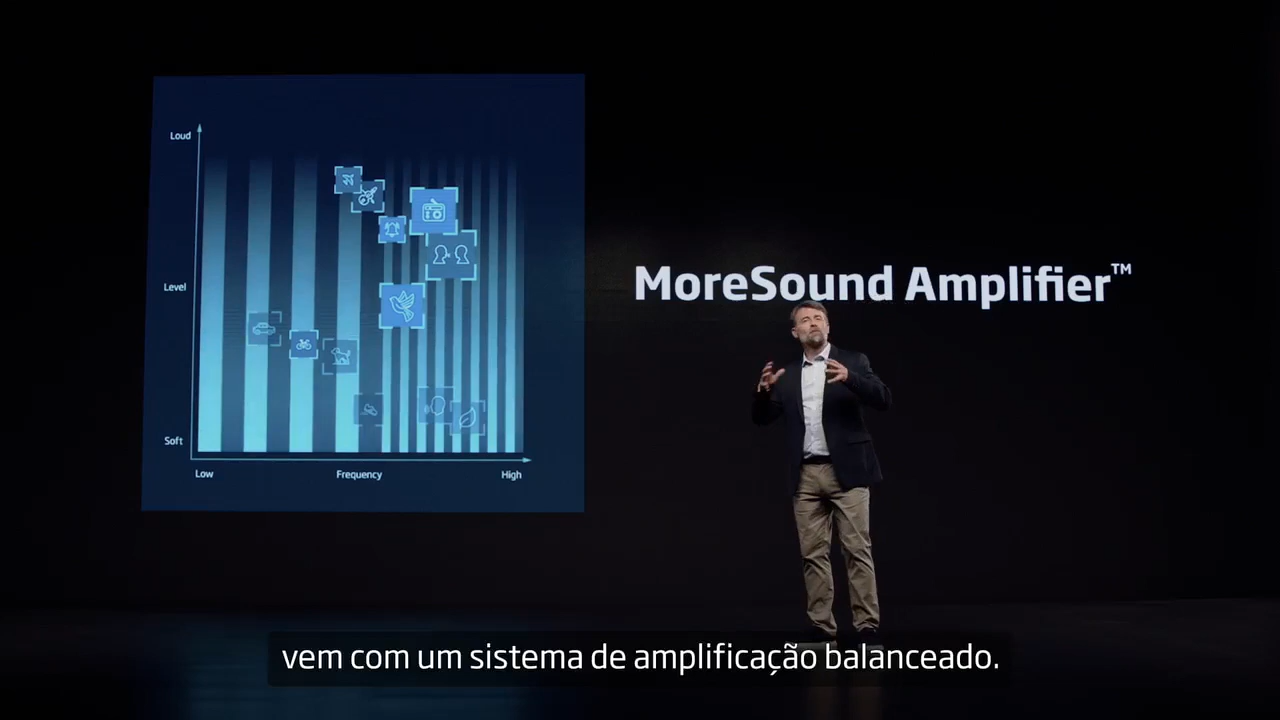 Loud
Level
Soft
Low Frequency High
MoreSound Amplifier™
vem com um sistema de amplificação balanceado.